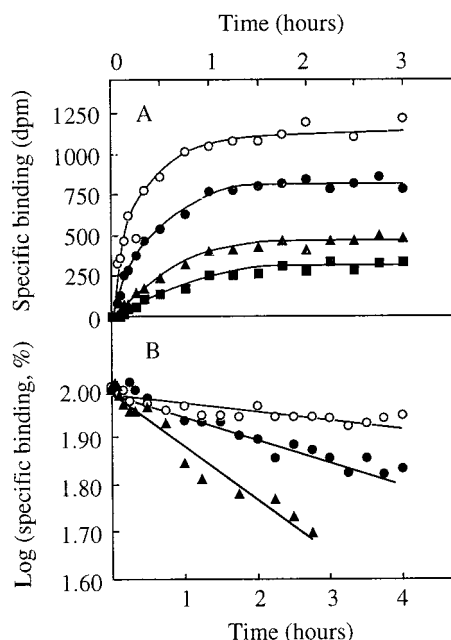 Time (hours)
0 1 2 3
A
Specific binding (dpm)
1250
1000
750
500
250
0
B
Log (specific binding, %)
2.00
1.90
1.80
1.70
1.60
1 2 3 4
Time (hours)